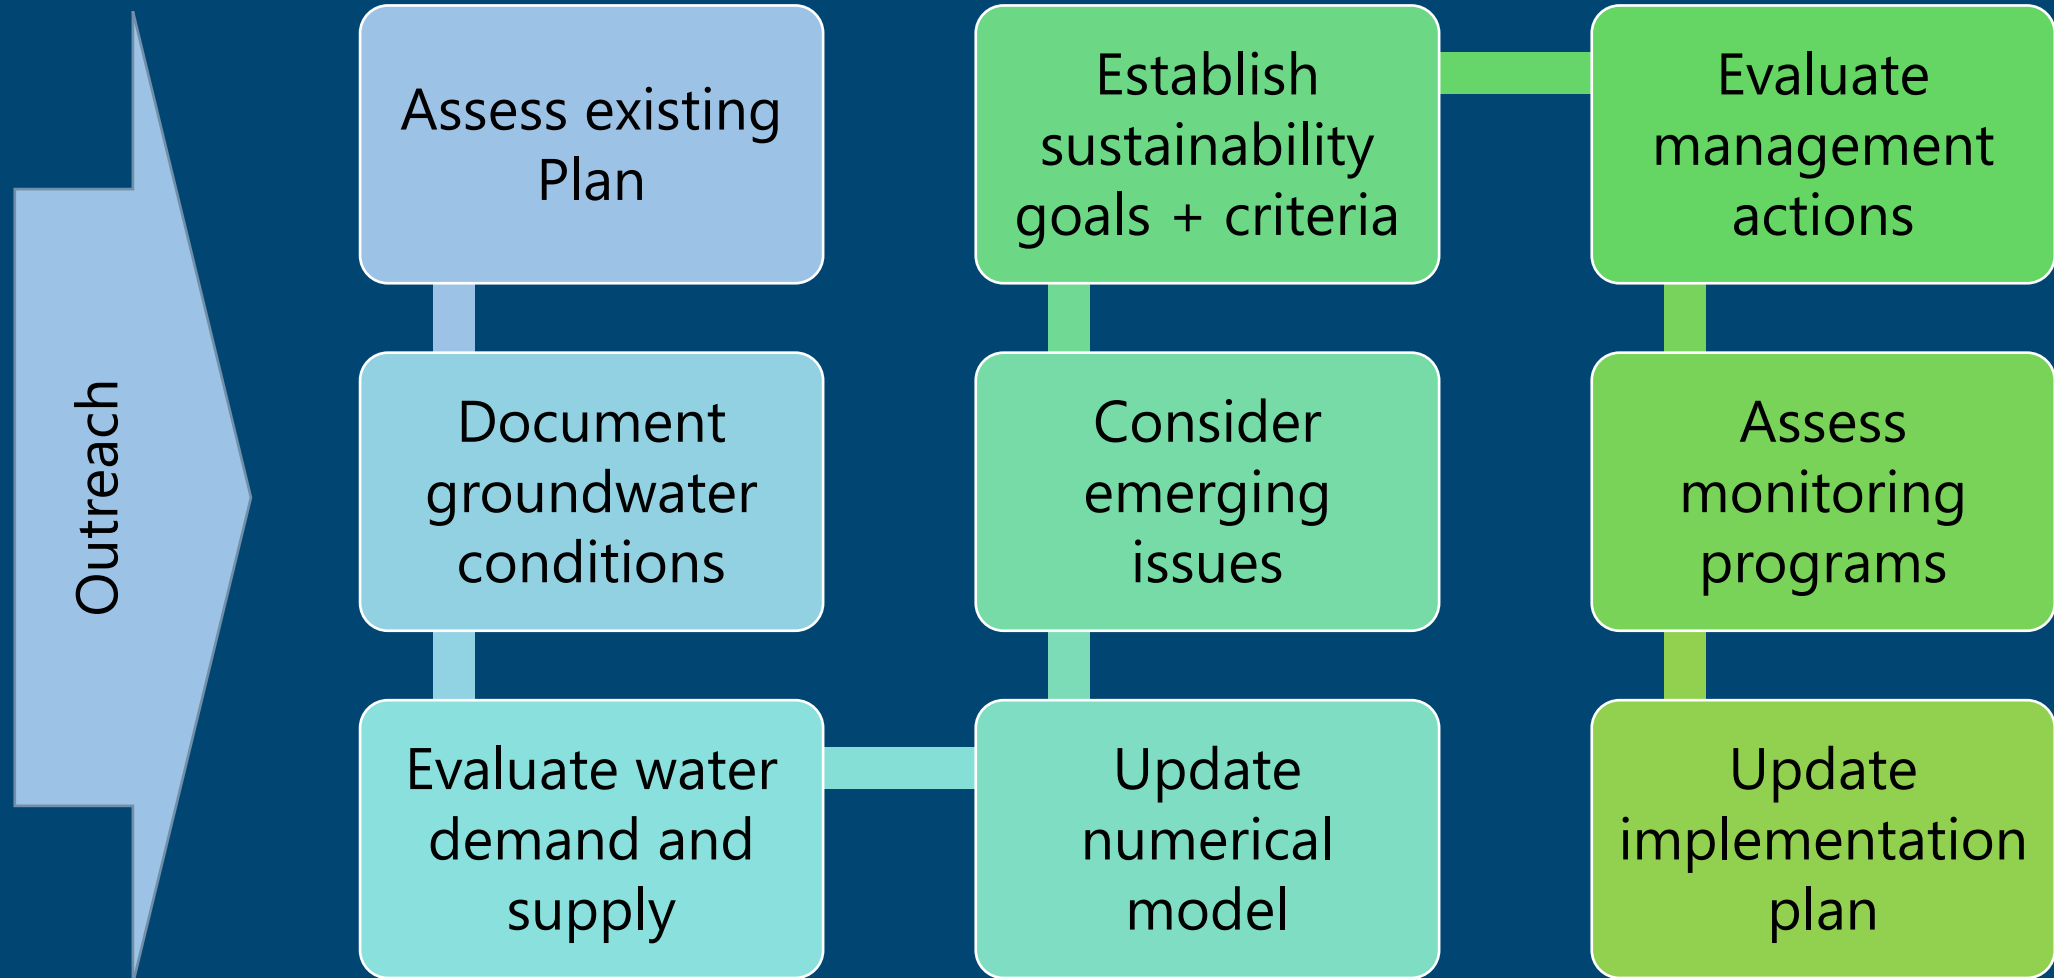 Outreach
Assess existing
Plan
Document
groundwater
conditions
Evaluate water
demand and
supply
Update
numerical
model
Consider
emerging
issues
Establish
sustainability
goals + criteria
Evaluate
management
actions
Assess
monitoring
programs
Update
implementation
plan